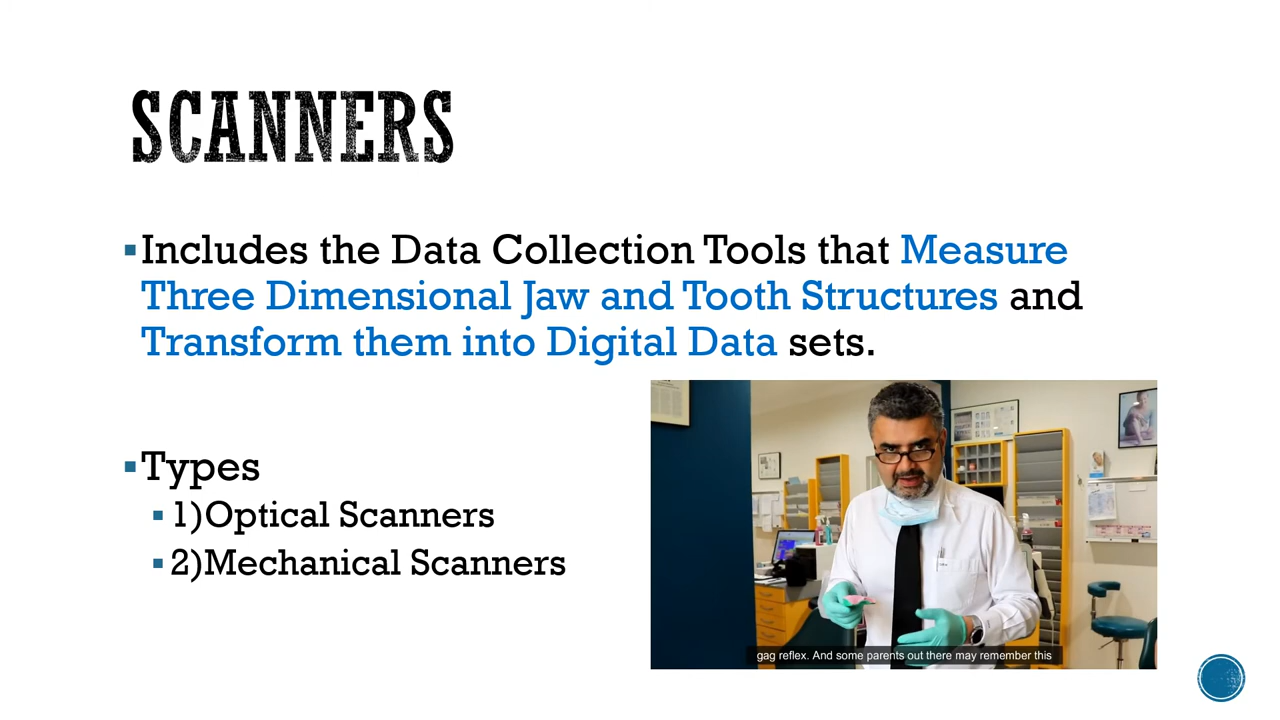 SCANNERS
Includes the Data Collection Tools that Measure
Three Dimensional Jaw and Tooth Structures and
Transform them into Digital Data sets.
Types
1)Optical Scanners
2)Mechanical Scanners
gag reflex. And some parents out there may remember this